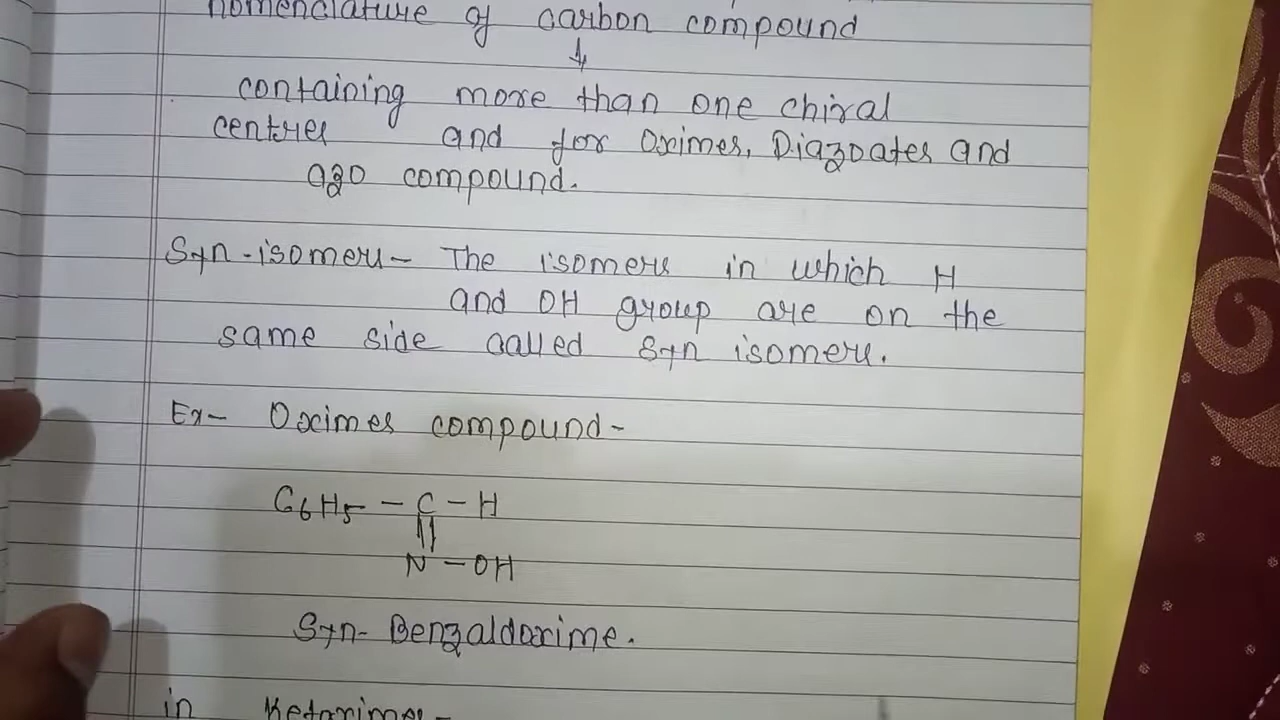 nomenclature of carbon compound
containing more than one chiral
centres and for Oximes, Diazoates and
azo compound.
Syn-isomers- The isomers in which H
and OH group are on the
same side called Syn isomers.
Ex- Oximes compound-
C6H5 - C - H
||
N - OH
Syn- Benzaldoxime.
in Ketoximes-